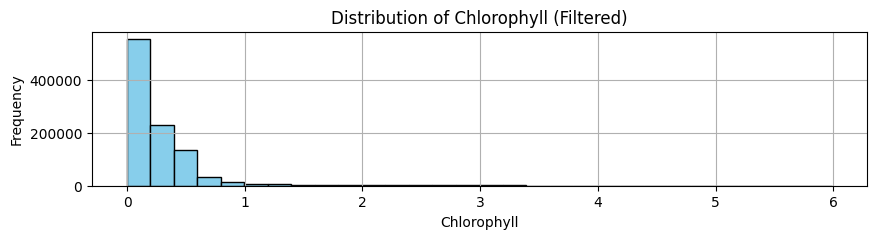 Distribution of Chlorophyll (Filtered)
Frequency
400000
200000
0
0 1 2 3 4 5 6
Chlorophyll